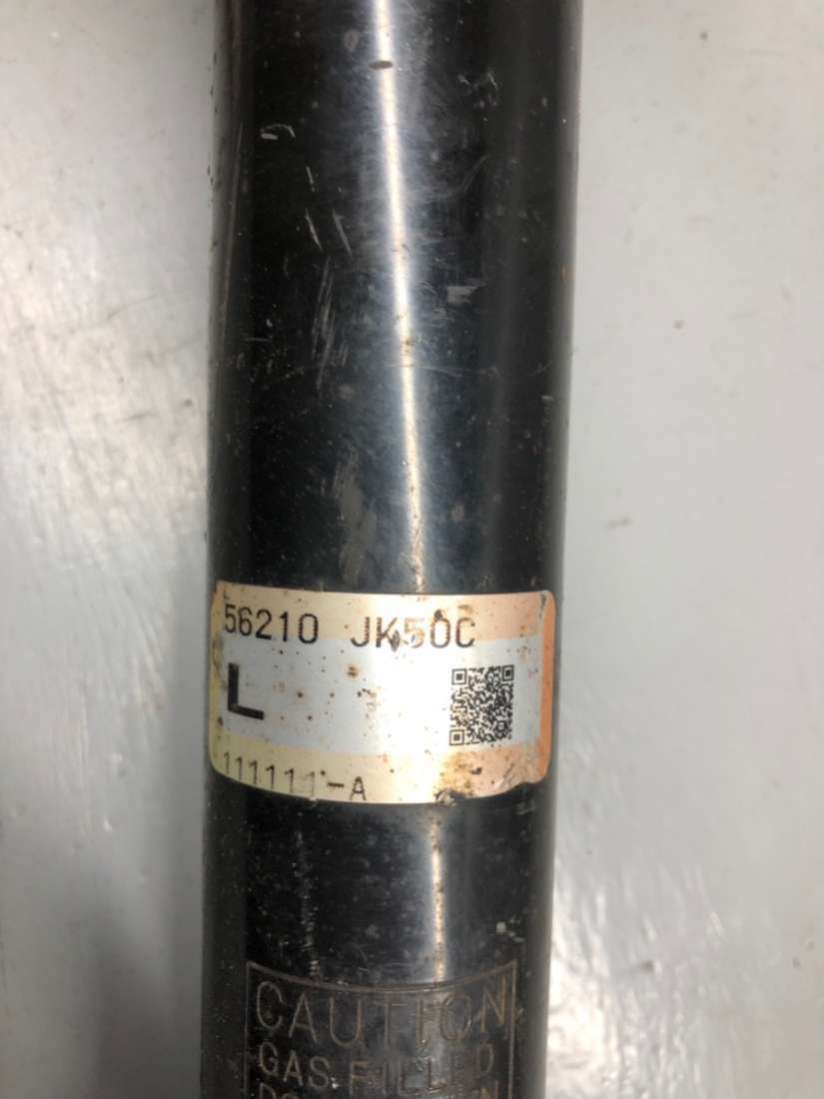 56210 JK50C
L
111111-A
CAUTION
GAS FILLED